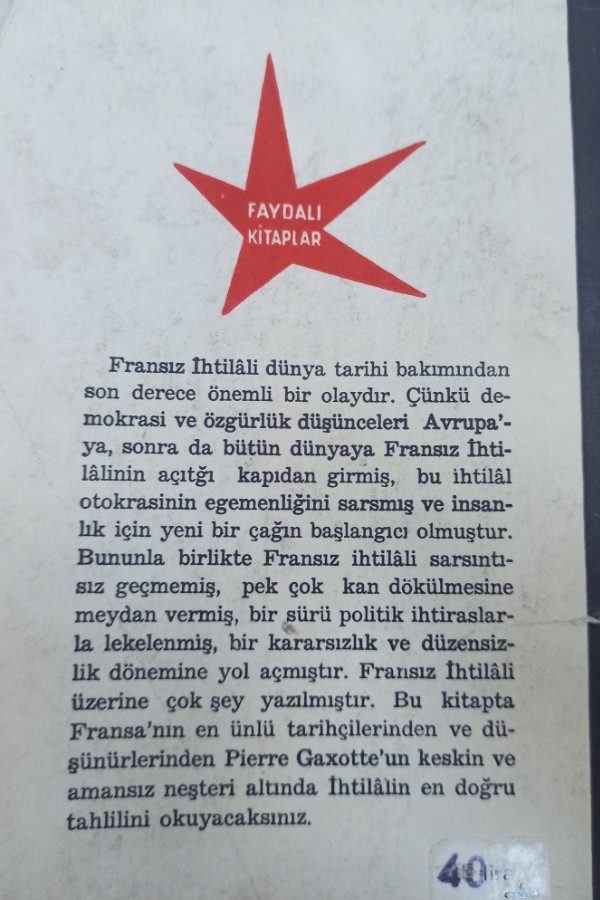 FAYDALI
KİTAPLAR
Fransız İhtilâli dünya tarihi bakımından
son derece önemli bir olaydır. Çünkü de-
mokrasi ve özgürlük düşünceleri Avrupa'-
ya, sonra da bütün dünyaya Fransız İhti-
lâlinin açıtğı kapıdan girmiş, bu ihtilâl
otokrasinin egemenliğini sarsmış ve insan-
lık için yeni bir çağın başlangıcı olmuştur.
Bununla birlikte Fransız ihtilâli sarsıntı-
sız geçmemiş, pek çok kan dökülmesine
meydan vermiş, bir sürü politik ihtiraslar-
la lekelenmiş, bir kararsızlık ve düzensiz-
lik dönemine yol açmıştır. Fransız İhtilâli
üzerine çok şey yazılmıştır. Bu kitapta
Fransa'nın en ünlü tarihçilerinden ve dü-
şünürlerinden Pierre Gaxotte'un keskin ve
amansız neşteri altında İhtilâlin en doğru
tahlilini okuyacaksınız.
40 lira